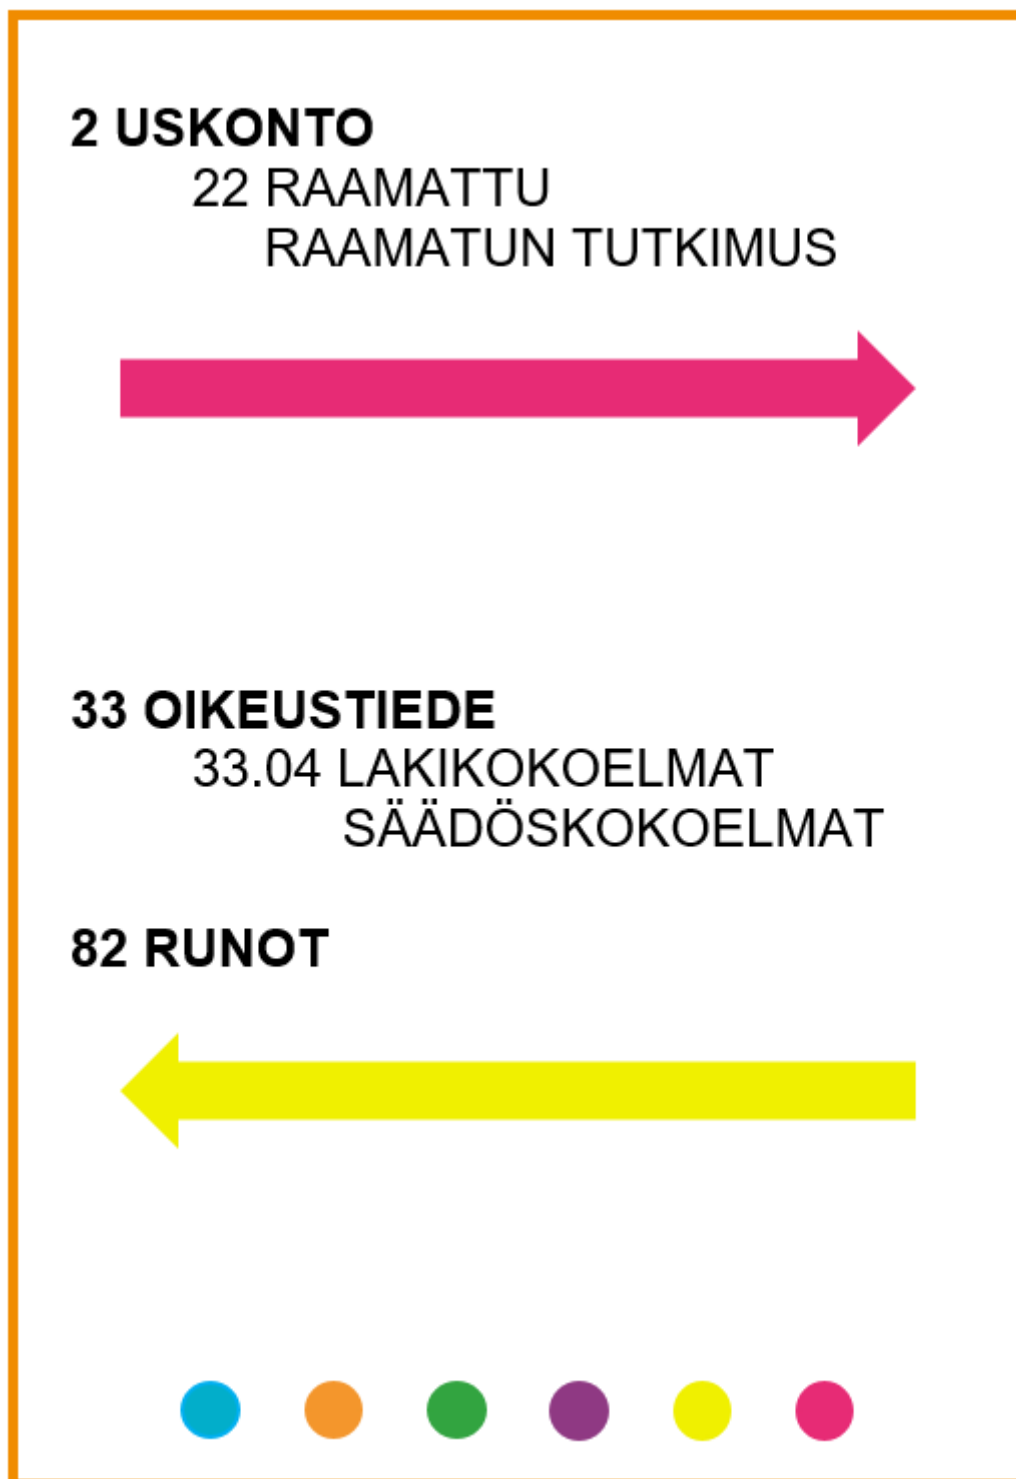 2 USKONTO
22 RAAMATTU
RAAMATUN TUTKIMUS
33 OIKEUSTIEDE
33.04 LAKIKOKOELMAT
SÄÄDÖSKOKOELMAT
82 RUNOT